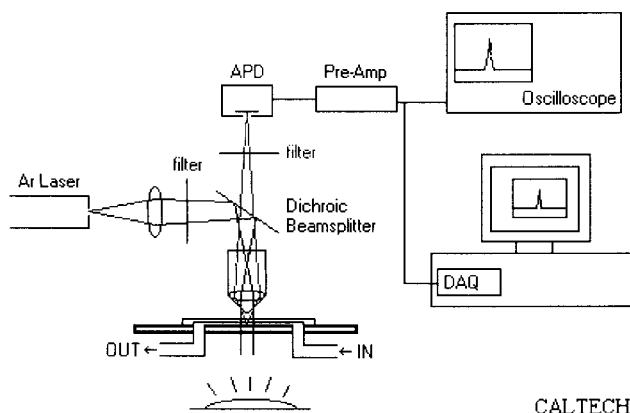 APD
Pre-Amp
Oscilloscope
filter
filter
Ar Laser
Dichroic
Beamsplitter
DAQ
OUT ←
← IN
CALTECH